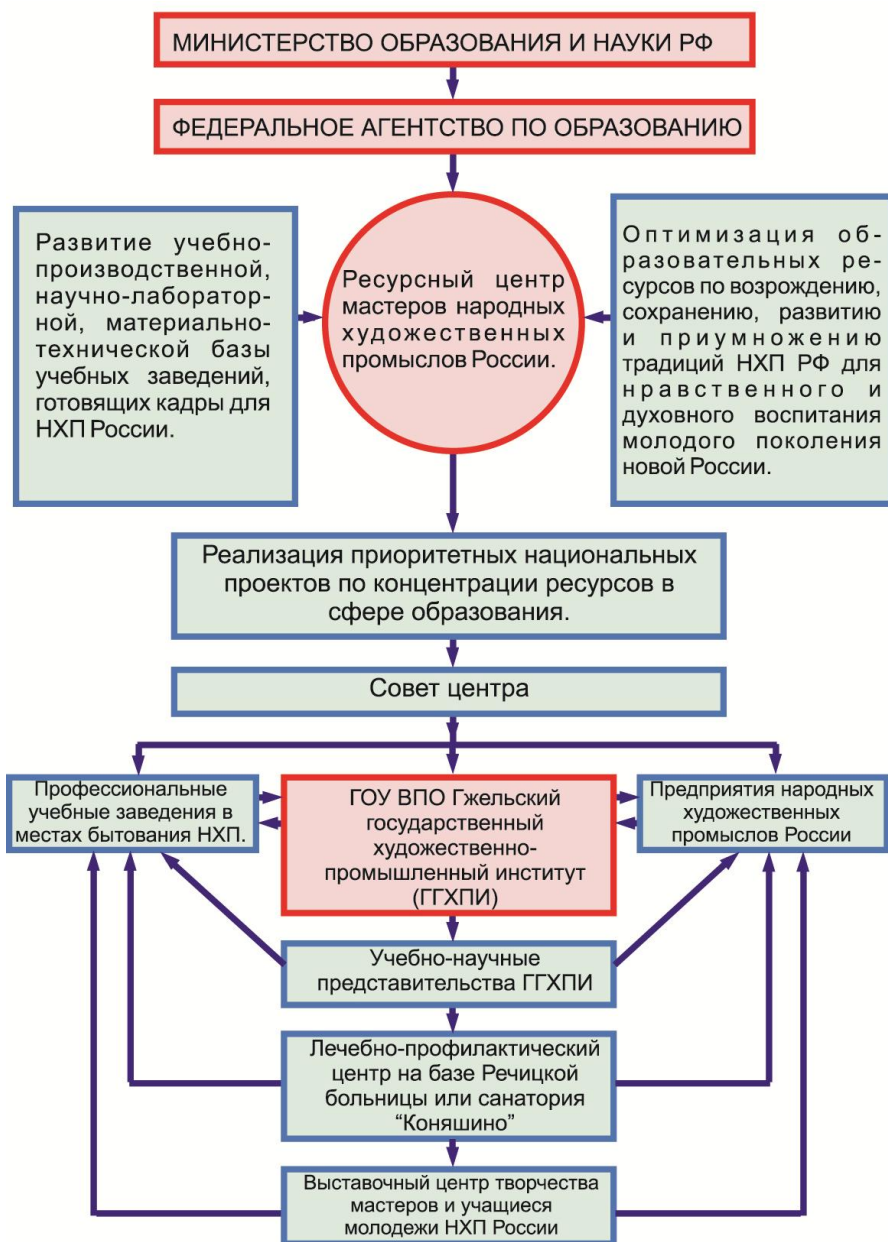 МИНИСТЕРСТВО ОБРАЗОВАНИЯ И НАУКИ РФ
ФЕДЕРАЛЬНОЕ АГЕНТСТВО ПО ОБРАЗОВАНИЮ
Развитие учебно-
производственной,
научно-лаборатор-
ной, материально-
технической базы
учебных заведений,
готовящих кадры для
НХП России.
Ресурсный центр
мастеров народных
художественных
промыслов России.
Оптимизация об-
разовательных ре-
сурсов по возрождению,
сохранению, развитию
и приумножению
традиций НХП РФ для
нравственного и
духовного воспитания
молодого поколения
новой России.
Реализация приоритетных национальных
проектов по концентрации ресурсов в
сфере образования.
Совет центра
Профессиональные
учебные заведения в
местах бытования НХП.
ГОУ ВПО Гжельский
государственный
художественно-
промышленный институт
(ГГХПИ)
Предприятия народных
художественных
промыслов России
Учебно-научные
представительства ГГХПИ
Лечебно-профилактический
центр на базе Речицкой
больницы или санатория
“Коняшино”
Выставочный центр творчества
мастеров и учащиеся
молодежи НХП России